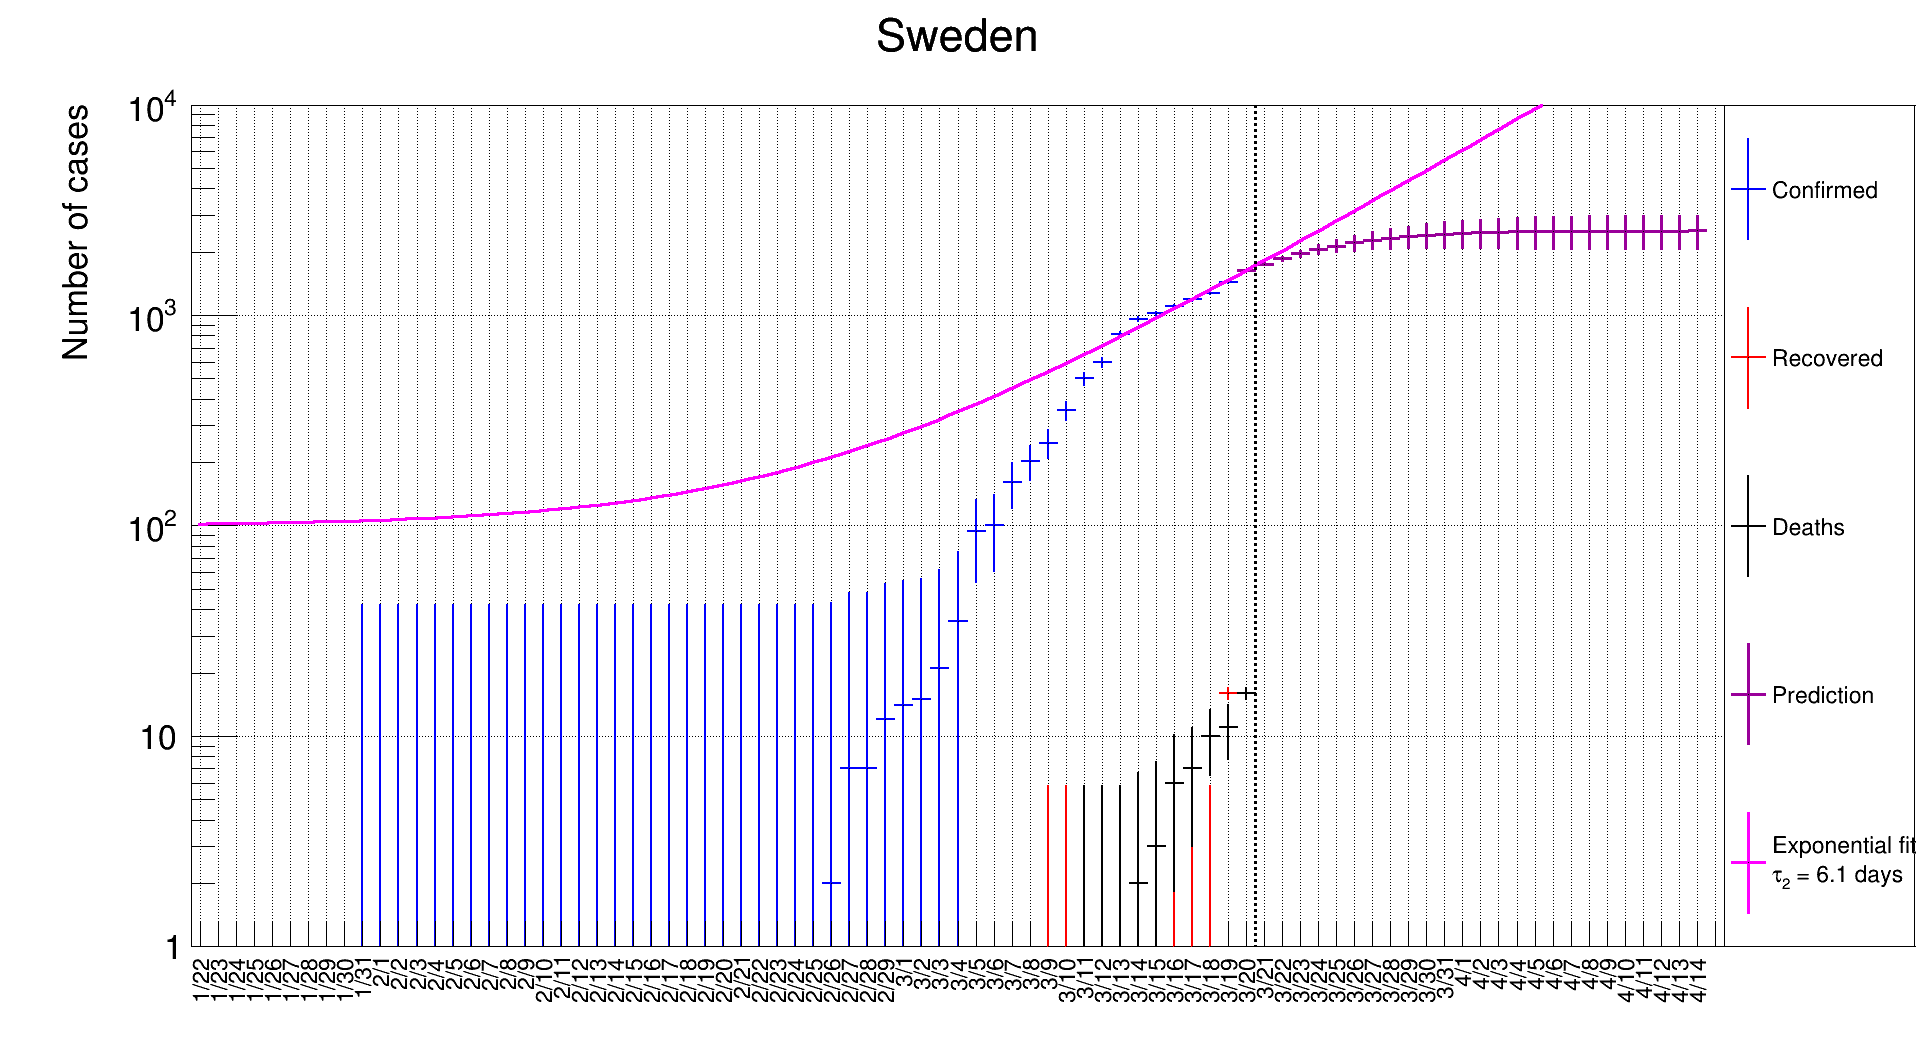 Sweden
Number of cases
10^4
10^3
10^2
10
1
1/22 1/23 1/24 1/25 1/26 1/27 1/28 1/29 1/30 1/31 2/1 2/2 2/3 2/4 2/5 2/6 2/7 2/8 2/9 2/10 2/11 2/12 2/13 2/14 2/15 2/16 2/17 2/18 2/19 2/20 2/21 2/22 2/23 2/24 2/25 2/26 2/27 2/28 2/29 3/1 3/2 3/3 3/4 3/5 3/6 3/7 3/8 3/9 3/10 3/11 3/12 3/13 3/14 3/15 3/16 3/17 3/18 3/19 3/20 3/21 3/22 3/23 3/24 3/25 3/26 3/27 3/28 3/29 3/30 3/31 4/1 4/2 4/3 4/4 4/5 4/6 4/7 4/8 4/9 4/10 4/11 4/12 4/13 4/14
Confirmed
Recovered
Deaths
Prediction
Exponential fit
τ₂ = 6.1 days